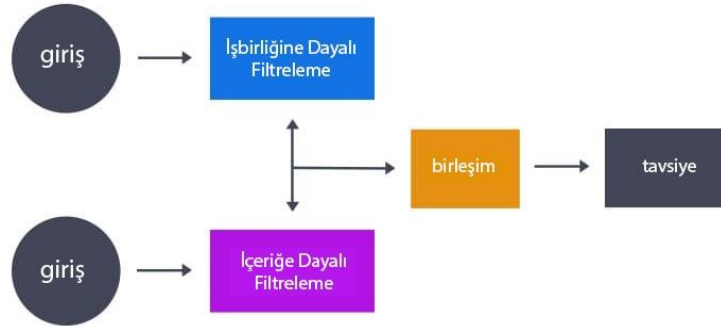 giriş
İşbirliğine Dayalı
Filtreleme
birleşim
tavsiye
giriş
İçeriğe Dayalı
Filtreleme